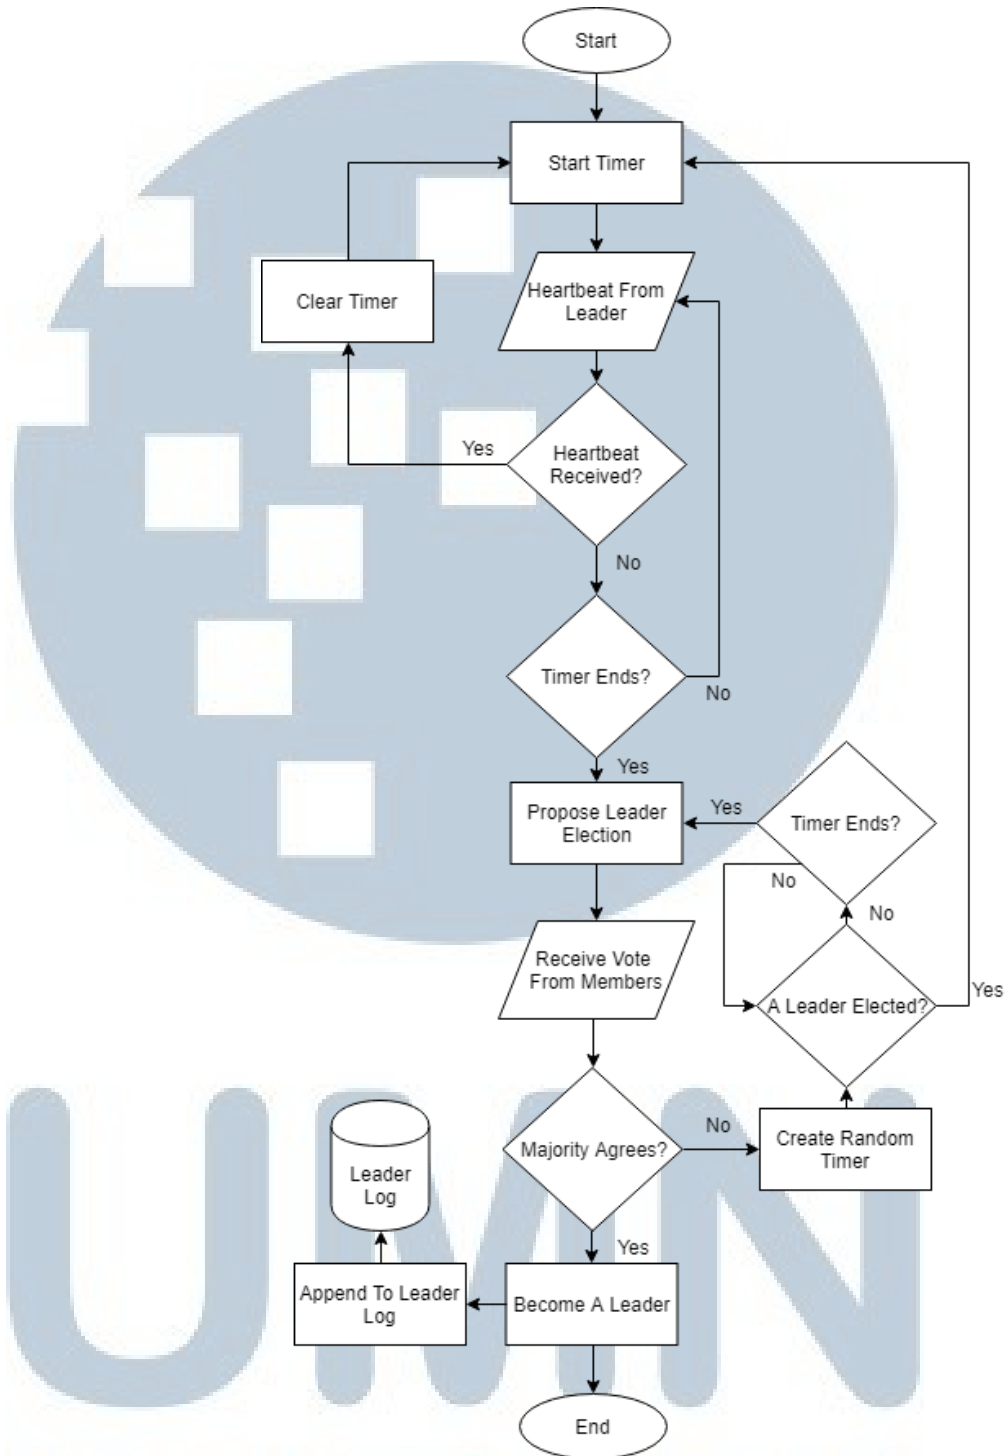 Start
Start Timer
Heartbeat From
Leader
Clear Timer
Yes
Heartbeat
Received?
No
Timer Ends?
No
Yes
Propose Leader
Election
Yes
Timer Ends?
No
No
Receive Vote
From Members
A Leader Elected?
Yes
Majority Agrees?
No
Create Random
Timer
Leader
Log
Yes
Append To Leader
Log
Become A Leader
End
UMN